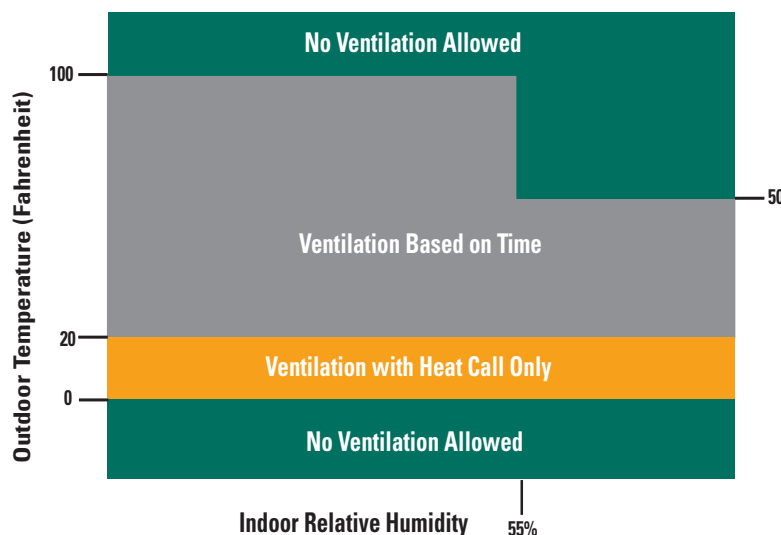 No Ventilation Allowed
100
50
Ventilation Based on Time
20
Ventilation with Heat Call Only
0
No Ventilation Allowed
Outdoor Temperature (Fahrenheit)
Indoor Relative Humidity
55%